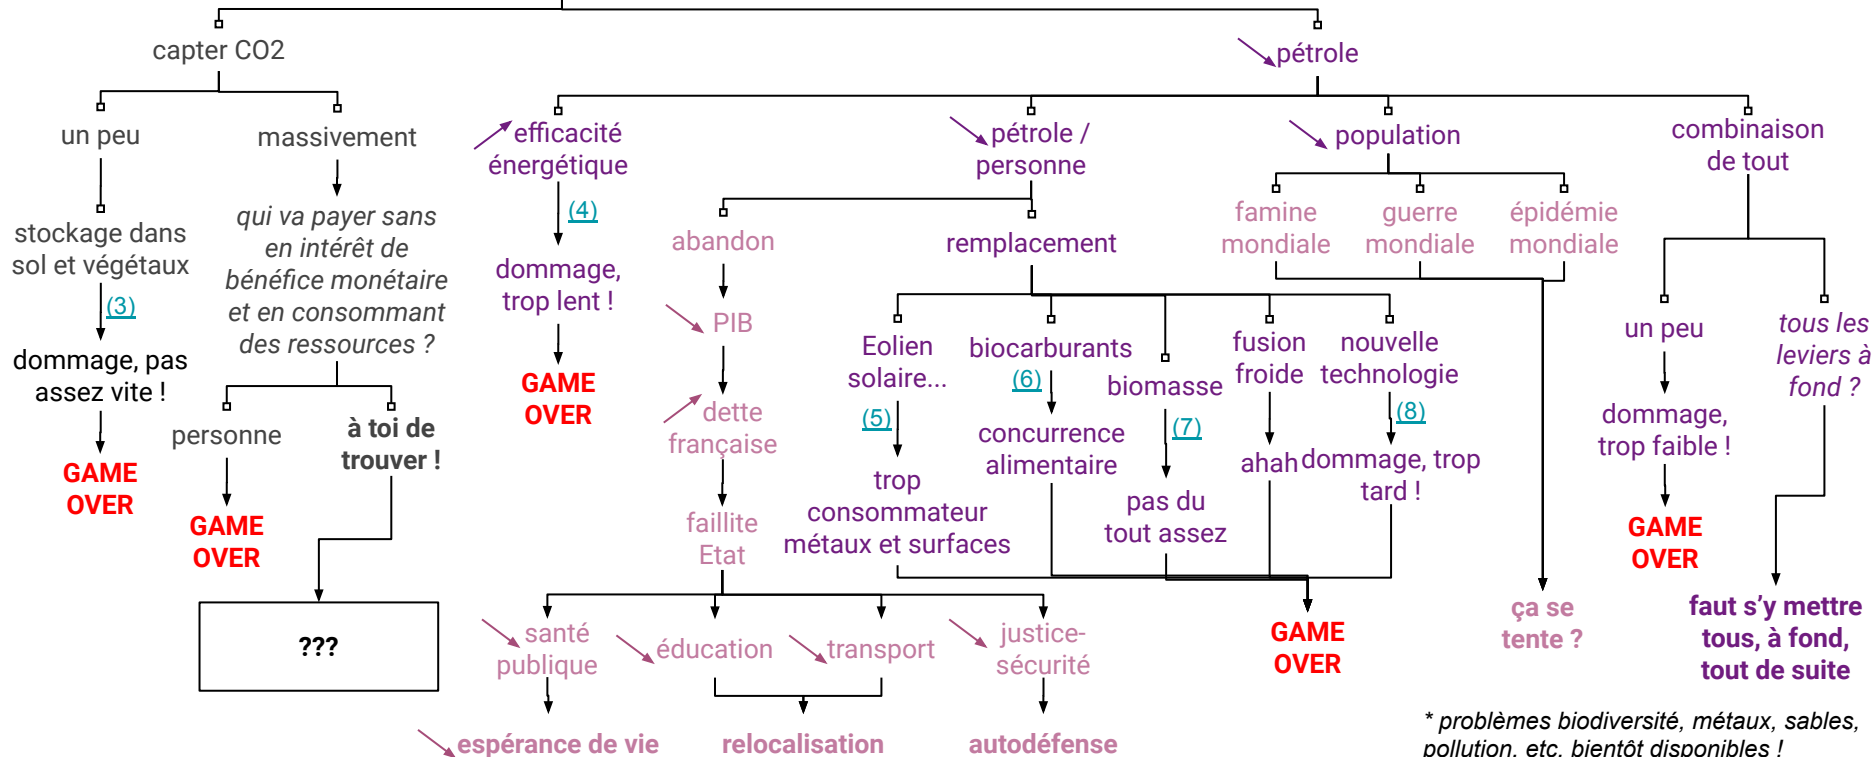 capter CO2
pétrole
un peu
massivement
efficacité
énergétique
pétrole /
personne
population
combinaison
de tout
stockage dans
sol et végétaux
(3)
dommage, pas
assez vite !
GAME
OVER
qui va payer sans
en intérêt de
bénéfice monétaire
et en consommant
des ressources ?
personne
GAME
OVER
à toi de
trouver !
???
(4)
dommage,
trop lent !
GAME
OVER
abandon
PIB
dette
française
faillite
Etat
santé
publique
éducation
transport
justice-
sécurité
espérance de vie
relocalisation
autodéfense
remplacement
Eolien
solaire...
(5)
trop
consommateur
métaux et surfaces
biocarburants
(6)
concurrence
alimentaire
biomasse
(7)
pas du
tout assez
fusion
froide
ahah
nouvelle
technologie
(8)
dommage, trop
tard !
GAME
OVER
famine
mondiale
guerre
mondiale
épidémie
mondiale
ça se
tente ?
un peu
dommage,
trop faible !
GAME
OVER
tous les
leviers à
fond ?
faut s’y mettre
tous, à fond,
tout de suite
* problèmes biodiversité, métaux, sables,
pollution, etc. bientôt disponibles !